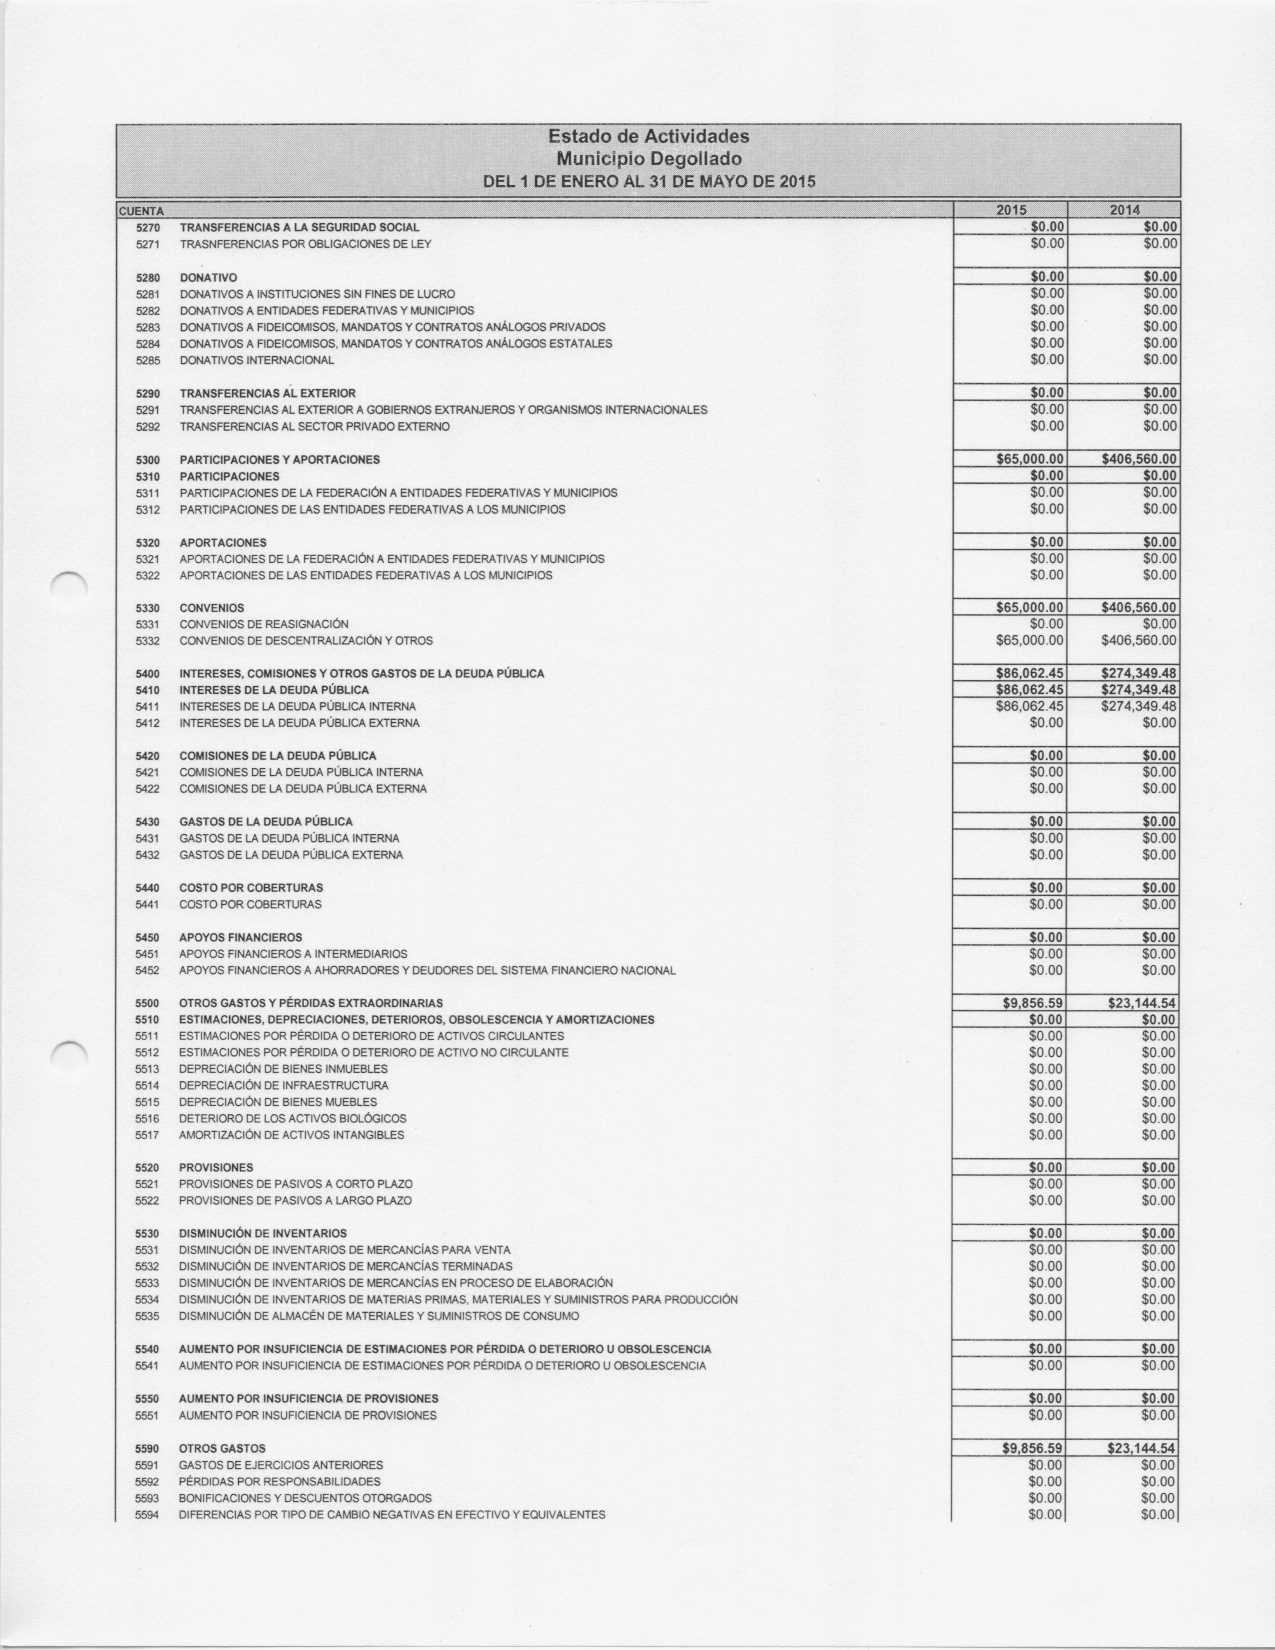 Estado de Actividades
Municipio Degollado
DEL 1 DE ENERO AL 31 DE MAYO DE 2015
CUENTA 2015 2014
5270 TRANSFERENCIAS A LA SEGURIDAD SOCIAL $0.00 $0.00
5271 TRASNFERENCIAS POR OBLIGACIONES DE LEY $0.00 $0.00
5280 DONATIVO $0.00 $0.00
5281 DONATIVOS A INSTITUCIONES SIN FINES DE LUCRO $0.00 $0.00
5282 DONATIVOS A ENTIDADES FEDERATIVAS Y MUNICIPIOS $0.00 $0.00
5283 DONATIVOS A FIDEICOMISOS, MANDATOS Y CONTRATOS ANÁLOGOS PRIVADOS $0.00 $0.00
5284 DONATIVOS A FIDEICOMISOS, MANDATOS Y CONTRATOS ANÁLOGOS ESTATALES $0.00 $0.00
5285 DONATIVOS INTERNACIONAL $0.00 $0.00
5290 TRANSFERENCIAS AL EXTERIOR $0.00 $0.00
5291 TRANSFERENCIAS AL EXTERIOR A GOBIERNOS EXTRANJEROS Y ORGANISMOS INTERNACIONALES $0.00 $0.00
5292 TRANSFERENCIAS AL SECTOR PRIVADO EXTERNO $0.00 $0.00
5300 PARTICIPACIONES Y APORTACIONES $65,000.00 $406,560.00
5310 PARTICIPACIONES $0.00 $0.00
5311 PARTICIPACIONES DE LA FEDERACIÓN A ENTIDADES FEDERATIVAS Y MUNICIPIOS $0.00 $0.00
5312 PARTICIPACIONES DE LAS ENTIDADES FEDERATIVAS A LOS MUNICIPIOS $0.00 $0.00
5320 APORTACIONES $0.00 $0.00
5321 APORTACIONES DE LA FEDERACIÓN A ENTIDADES FEDERATIVAS Y MUNICIPIOS $0.00 $0.00
5322 APORTACIONES DE LAS ENTIDADES FEDERATIVAS A LOS MUNICIPIOS $0.00 $0.00
5330 CONVENIOS $65,000.00 $406,560.00
5331 CONVENIOS DE REASIGNACIÓN $0.00 $0.00
5332 CONVENIOS DE DESCENTRALIZACIÓN Y OTROS $65,000.00 $406,560.00
5400 INTERESES, COMISIONES Y OTROS GASTOS DE LA DEUDA PÚBLICA $86,062.45 $274,349.48
5410 INTERESES DE LA DEUDA PÚBLICA $86,062.45 $274,349.48
5411 INTERESES DE LA DEUDA PÚBLICA INTERNA $86,062.45 $274,349.48
5412 INTERESES DE LA DEUDA PÚBLICA EXTERNA $0.00 $0.00
5420 COMISIONES DE LA DEUDA PÚBLICA $0.00 $0.00
5421 COMISIONES DE LA DEUDA PÚBLICA INTERNA $0.00 $0.00
5422 COMISIONES DE LA DEUDA PÚBLICA EXTERNA $0.00 $0.00
5430 GASTOS DE LA DEUDA PÚBLICA $0.00 $0.00
5431 GASTOS DE LA DEUDA PÚBLICA INTERNA $0.00 $0.00
5432 GASTOS DE LA DEUDA PÚBLICA EXTERNA $0.00 $0.00
5440 COSTO POR COBERTURAS $0.00 $0.00
5441 COSTO POR COBERTURAS $0.00 $0.00
5450 APOYOS FINANCIEROS $0.00 $0.00
5451 APOYOS FINANCIEROS A INTERMEDIARIOS $0.00 $0.00
5452 APOYOS FINANCIEROS A AHORRADORES Y DEUDORES DEL SISTEMA FINANCIERO NACIONAL $0.00 $0.00
5500 OTROS GASTOS Y PÉRDIDAS EXTRAORDINARIAS $9,856.59 $23,144.54
5510 ESTIMACIONES, DEPRECIACIONES, DETERIOROS, OBSOLESCENCIA Y AMORTIZACIONES $0.00 $0.00
5511 ESTIMACIONES POR PÉRDIDA O DETERIORO DE ACTIVOS CIRCULANTES $0.00 $0.00
5512 ESTIMACIONES POR PÉRDIDA O DETERIORO DE ACTIVO NO CIRCULANTE $0.00 $0.00
5513 DEPRECIACIÓN DE BIENES INMUEBLES $0.00 $0.00
5514 DEPRECIACIÓN DE INFRAESTRUCTURA $0.00 $0.00
5515 DEPRECIACIÓN DE BIENES MUEBLES $0.00 $0.00
5516 DETERIORO DE LOS ACTIVOS BIOLÓGICOS $0.00 $0.00
5517 AMORTIZACIÓN DE ACTIVOS INTANGIBLES $0.00 $0.00
5520 PROVISIONES $0.00 $0.00
5521 PROVISIONES DE PASIVOS A CORTO PLAZO $0.00 $0.00
5522 PROVISIONES DE PASIVOS A LARGO PLAZO $0.00 $0.00
5530 DISMINUCIÓN DE INVENTARIOS $0.00 $0.00
5531 DISMINUCIÓN DE INVENTARIOS DE MERCANCÍAS PARA VENTA $0.00 $0.00
5532 DISMINUCIÓN DE INVENTARIOS DE MERCANCÍAS TERMINADAS $0.00 $0.00
5533 DISMINUCIÓN DE INVENTARIOS DE MERCANCÍAS EN PROCESO DE ELABORACIÓN $0.00 $0.00
5534 DISMINUCIÓN DE INVENTARIOS DE MATERIAS PRIMAS, MATERIALES Y SUMINISTROS PARA PRODUCCIÓN $0.00 $0.00
5535 DISMINUCIÓN DE ALMACÉN DE MATERIALES Y SUMINISTROS DE CONSUMO $0.00 $0.00
5540 AUMENTO POR INSUFICIENCIA DE ESTIMACIONES POR PÉRDIDA O DETERIORO U OBSOLESCENCIA $0.00 $0.00
5541 AUMENTO POR INSUFICIENCIA DE ESTIMACIONES POR PÉRDIDA O DETERIORO U OBSOLESCENCIA $0.00 $0.00
5550 AUMENTO POR INSUFICIENCIA DE PROVISIONES $0.00 $0.00
5551 AUMENTO POR INSUFICIENCIA DE PROVISIONES $0.00 $0.00
5590 OTROS GASTOS $9,856.59 $23,144.54
5591 GASTOS DE EJERCICIOS ANTERIORES $0.00 $0.00
5592 PÉRDIDAS POR RESPONSABILIDADES $0.00 $0.00
5593 BONIFICACIONES Y DESCUENTOS OTORGADOS $0.00 $0.00
5594 DIFERENCIAS POR TIPO DE CAMBIO NEGATIVAS EN EFECTIVO Y EQUIVALENTES $0.00 $0.00